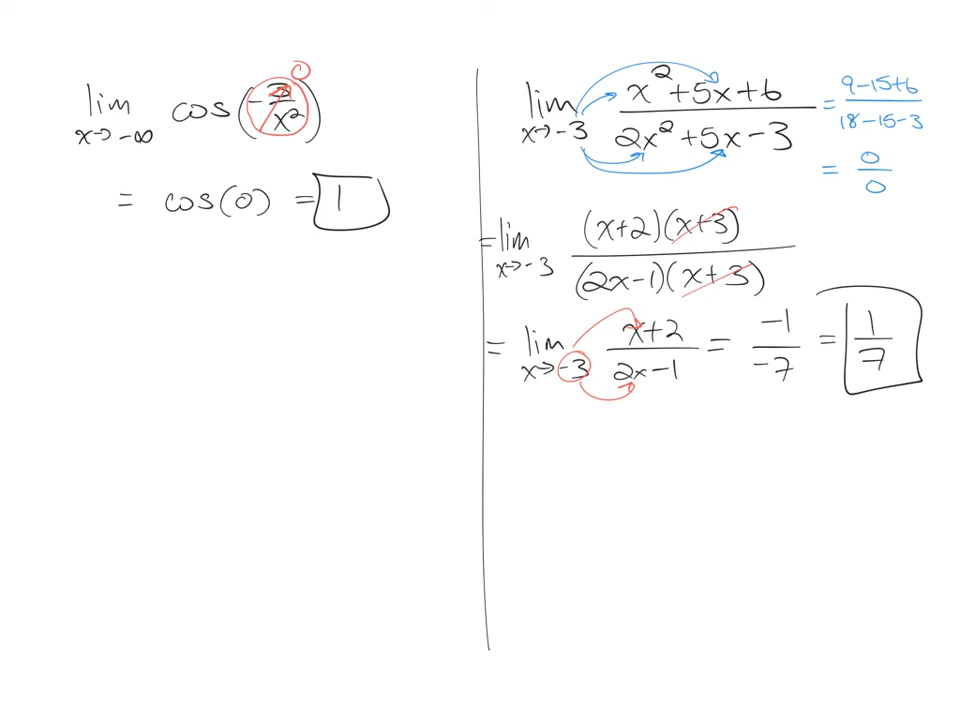 lim x→-∞ cos(-3/x²) 0
= cos(0) = 1
lim x→-3 (x²+5x+6)/(2x²+5x-3) = (9-15+6)/(18-15-3)
= 0/0
= lim x→-3 ((x+2)(x+3))/((2x-1)(x+3))
= lim x→-3 (x+2)/(2x-1) = -1/-7 = 1/7